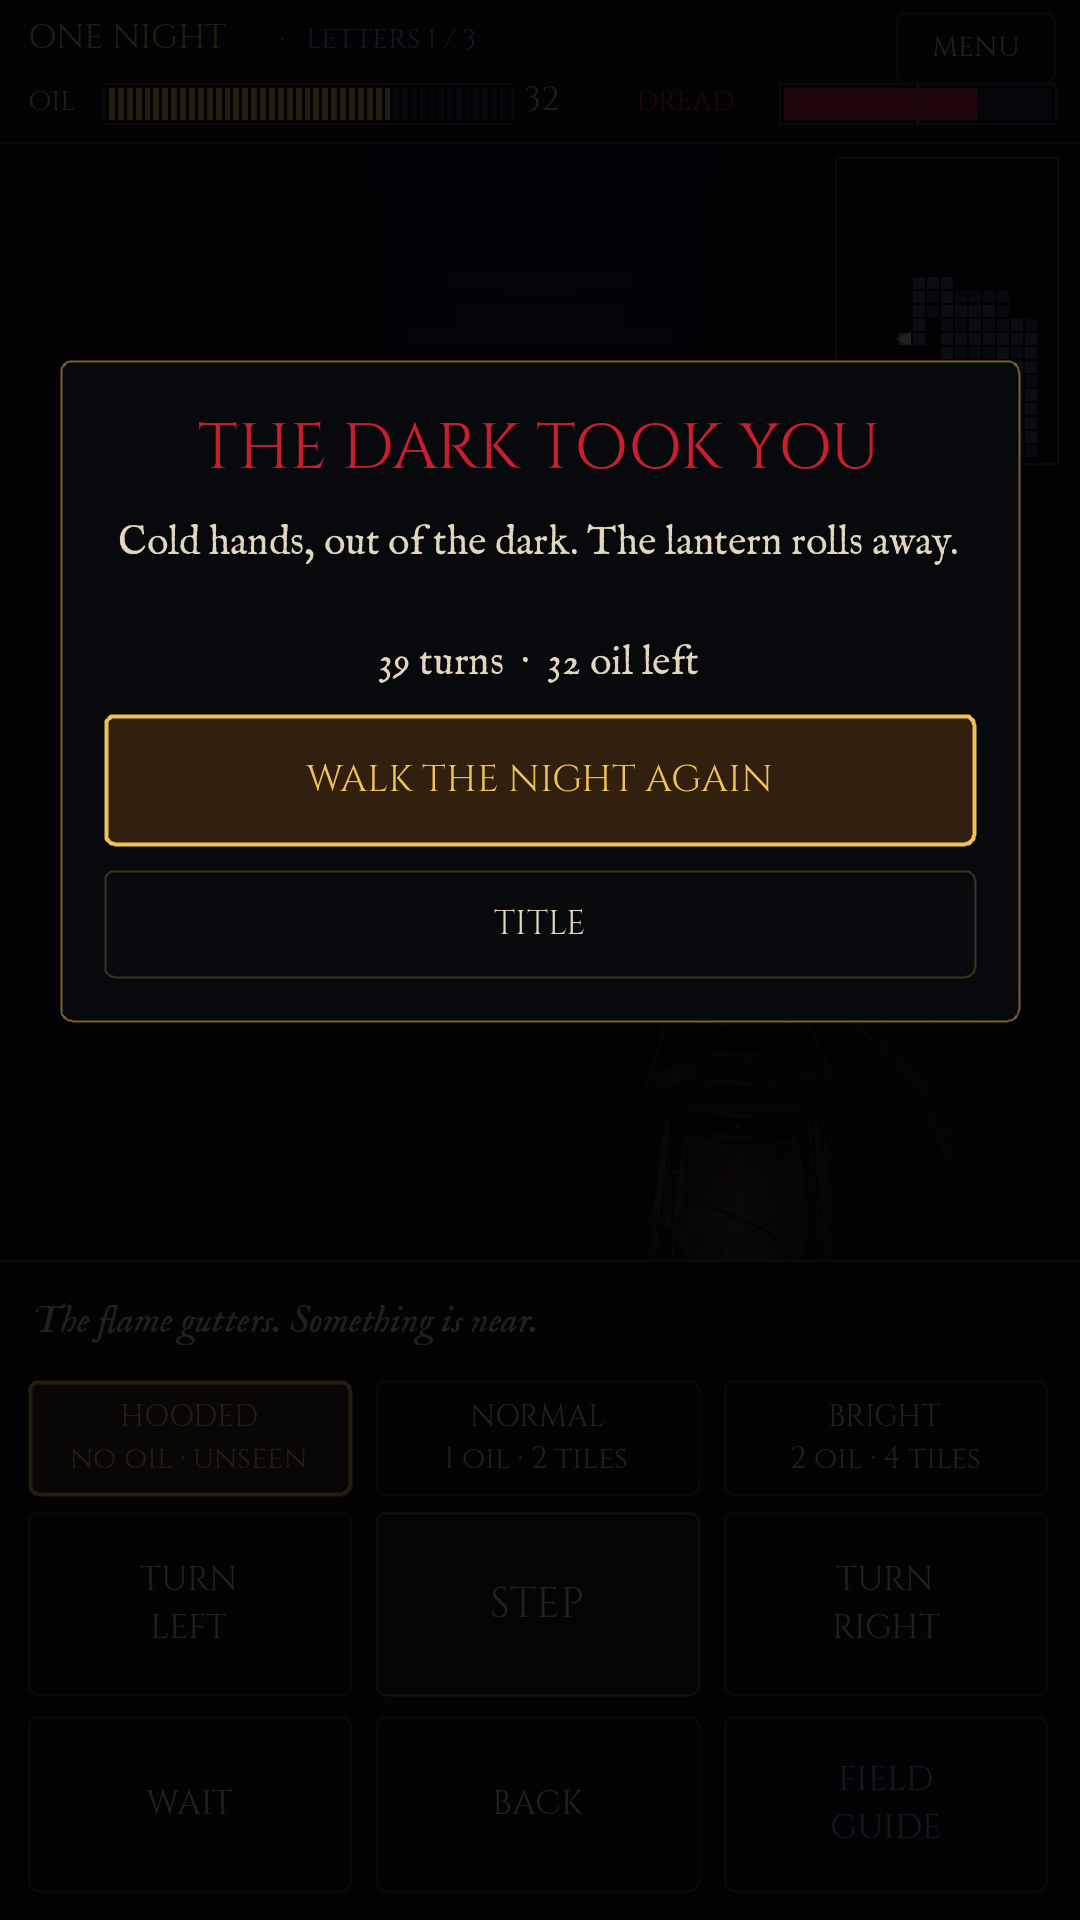 ONE NIGHT · LETTERS 1 / 3
MENU
OIL 32 DREAD
THE DARK TOOK YOU
Cold hands, out of the dark. The lantern rolls away.
39 turns · 32 oil left
WALK THE NIGHT AGAIN
TITLE
The flame gutters. Something is near.
HOODED
NO OIL · UNSEEN
NORMAL
1 OIL · 2 TILES
BRIGHT
2 OIL · 4 TILES
TURN
LEFT
STEP
TURN
RIGHT
WAIT
BACK
FIELD
GUIDE